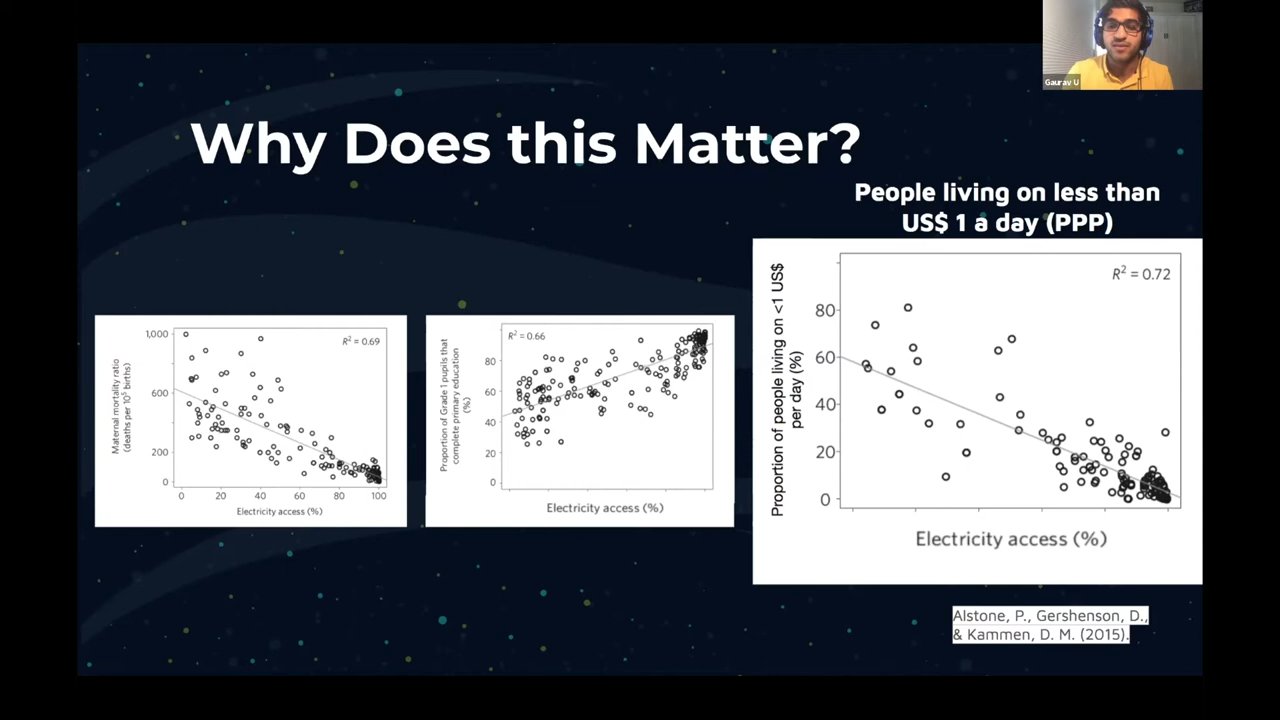 Gaurav U
Why Does this Matter?
People living on less than
US$ 1 a day (PPP)
1,000
600
200
0
Maternal mortality ratio
(deaths per 10⁵ births)
R² = 0.69
0 20 40 60 80 100
Electricity access (%)
80
60
40
20
0
Proportion of Grade 1 pupils that
complete primary education
(%)
R² = 0.66
Electricity access (%)
80
60
40
20
0
Proportion of people living on <1 US$
per day (%)
R² = 0.72
Electricity access (%)
Alstone, P., Gershenson, D.,
& Kammen, D. M. (2015).